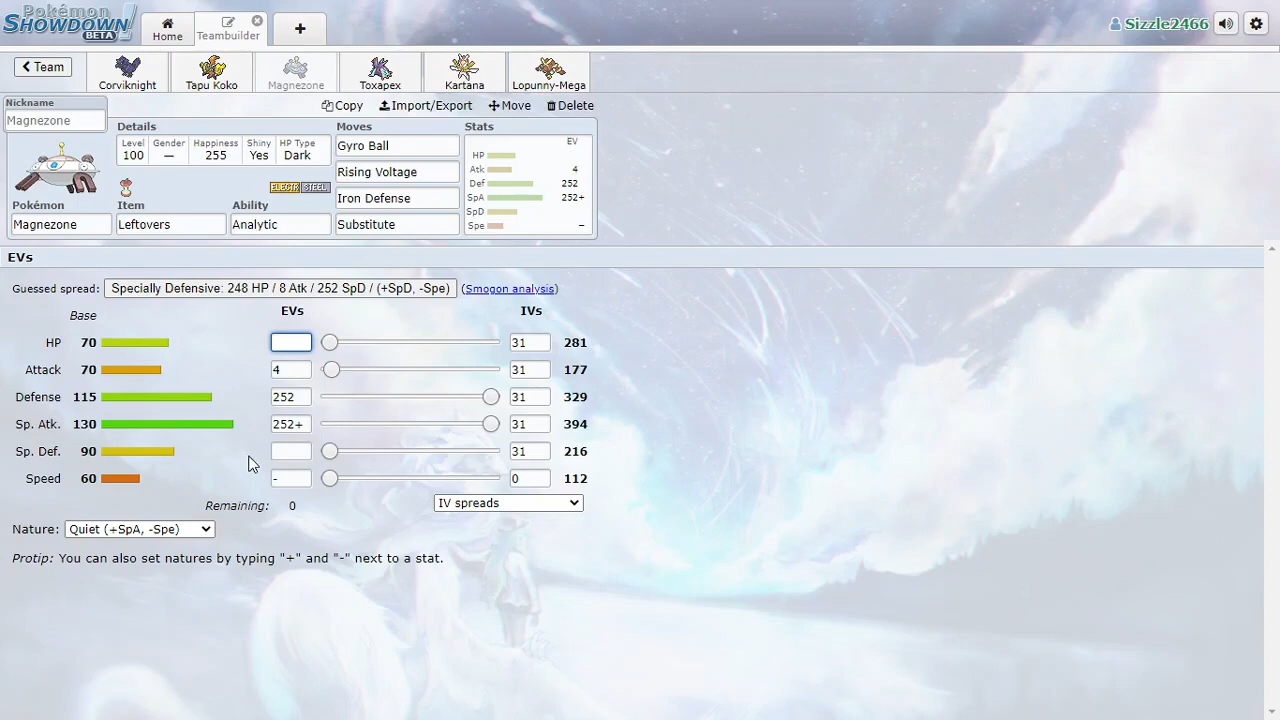 Pokémon
SHOWDOWN!
BETA
Home
Teambuilder
+
Sizzle2466
Team
Corviknight
Tapu Koko
Magnezone
Toxapex
Kartana
Lopunny-Mega
Nickname
Magnezone
Copy
Import/Export
Move
Delete
Details
Level
100
Gender
—
Happiness
255
Shiny
Yes
HP Type
Dark
ELECTR STEEL
Pokémon
Magnezone
Item
Leftovers
Ability
Analytic
Moves
Gyro Ball
Rising Voltage
Iron Defense
Substitute
Stats
EV
HP
Atk 4
Def 252
SpA 252+
SpD
Spe –
EVs
Guessed spread: Specially Defensive: 248 HP / 8 Atk / 252 SpD / (+SpD, -Spe) (Smogon analysis)
Base EVs IVs
HP 70 31 281
Attack 70 4 31 177
Defense 115 252 31 329
Sp. Atk. 130 252+ 31 394
Sp. Def. 90 31 216
Speed 60 - 0 112
Remaining: 0 IV spreads
Nature: Quiet (+SpA, -Spe)
Protip: You can also set natures by typing "+" and "-" next to a stat.